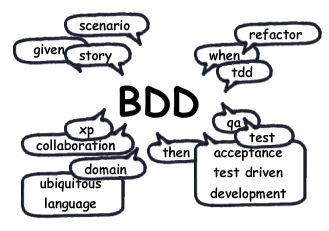 scenario
given
story
refactor
when
tdd
BDD
xp
collaboration
domain
ubiquitous
language
qa
test
then
acceptance
test driven
development